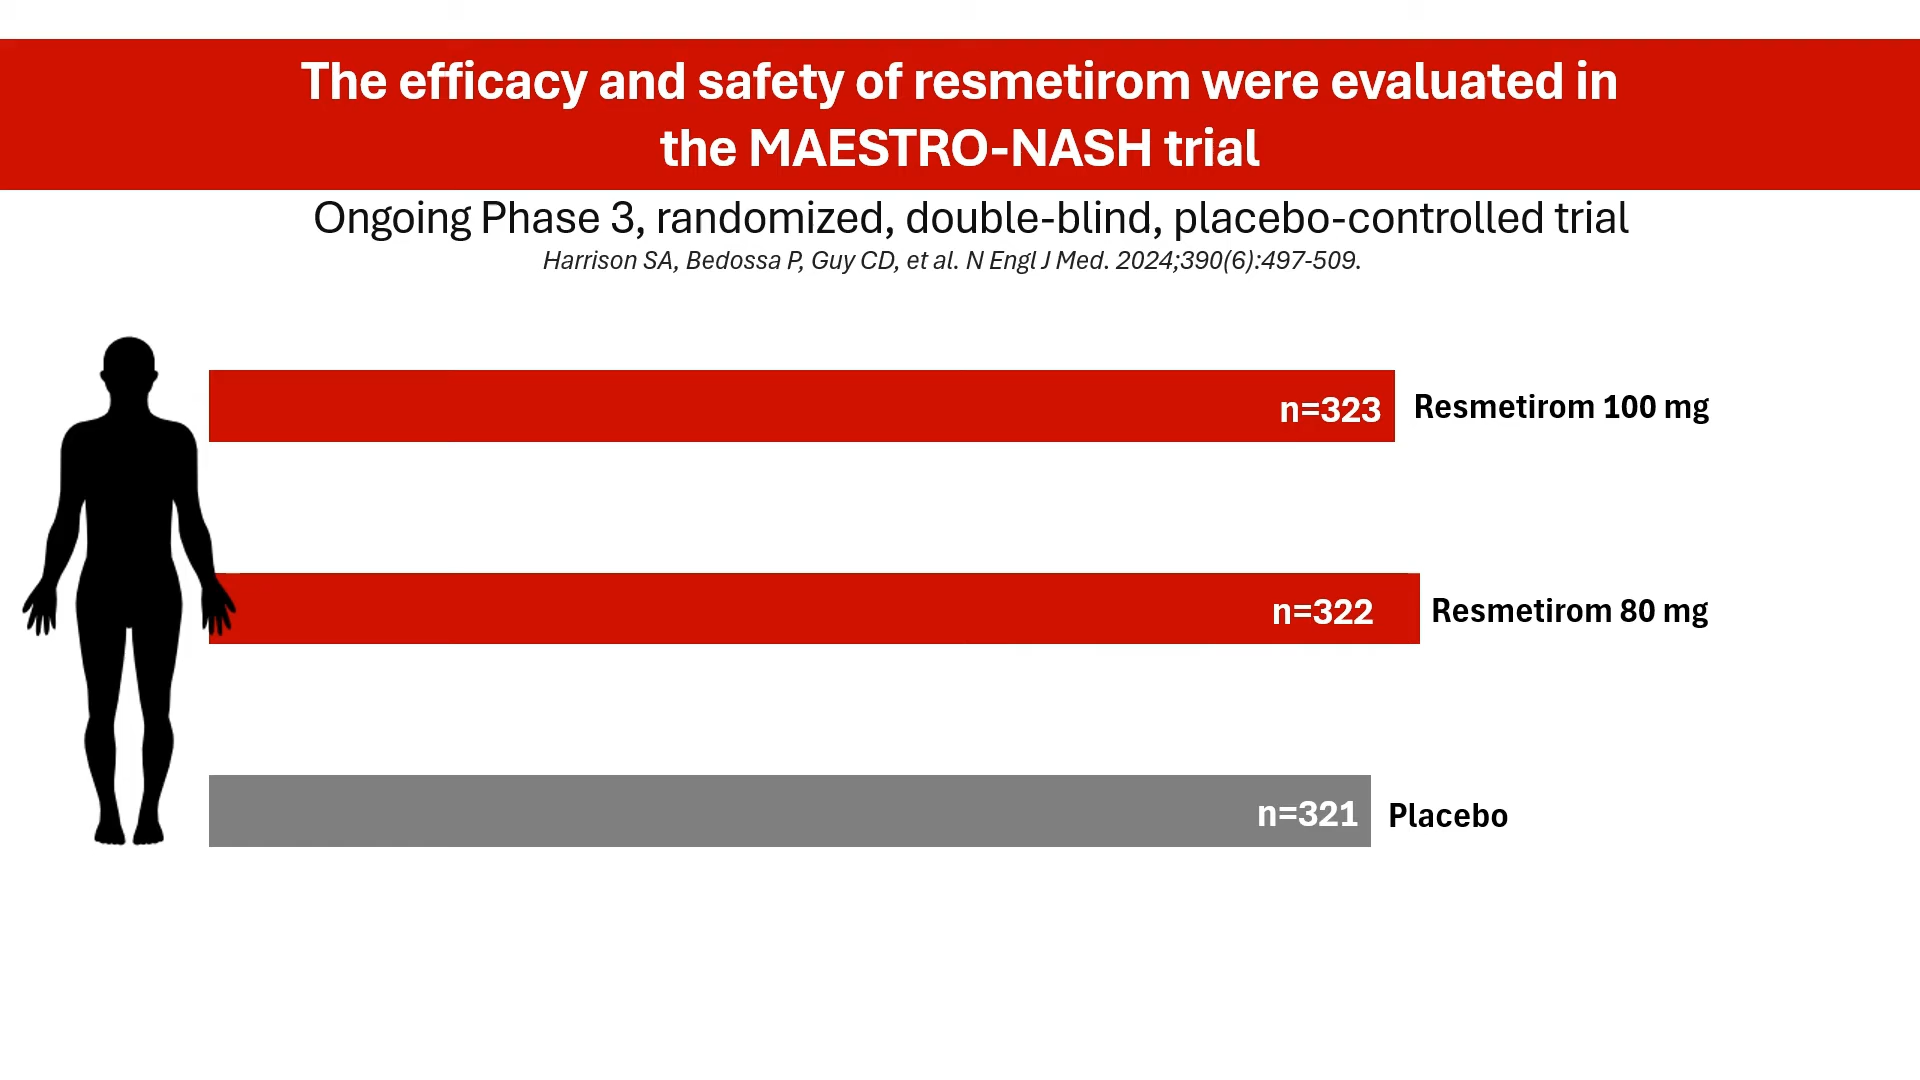 The efficacy and safety of resmetirom were evaluated in
the MAESTRO-NASH trial
Ongoing Phase 3, randomized, double-blind, placebo-controlled trial
Harrison SA, Bedossa P, Guy CD, et al. N Engl J Med. 2024;390(6):497-509.
n=323 Resmetirom 100 mg
n=322 Resmetirom 80 mg
n=321 Placebo